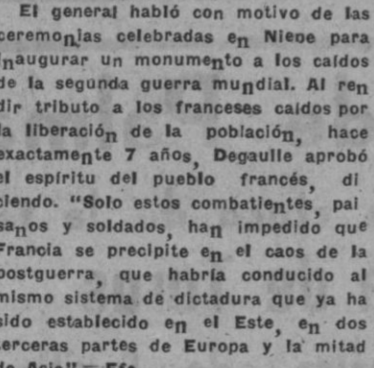 El general habló con motivo de las
ceremonias celebradas en Niepe para
inaugurar un monumento a los caídos
de la segunda guerra mundial. Al ren
dir tributo a los franceses caídos por
la liberación de la población, hace
exactamente 7 años, Degaulle aprobó
el espíritu del pueblo francés, di
ciendo. "Solo estos combatientes, pai
sanos y soldados, han impedido que
Francia se precipite en el caos de la
postguerra, que habría conducido al
mismo sistema de dictadura que ya ha
sido establecido en el Este, en dos
terceras partes de Europa y la mitad
de Asia".—Efe